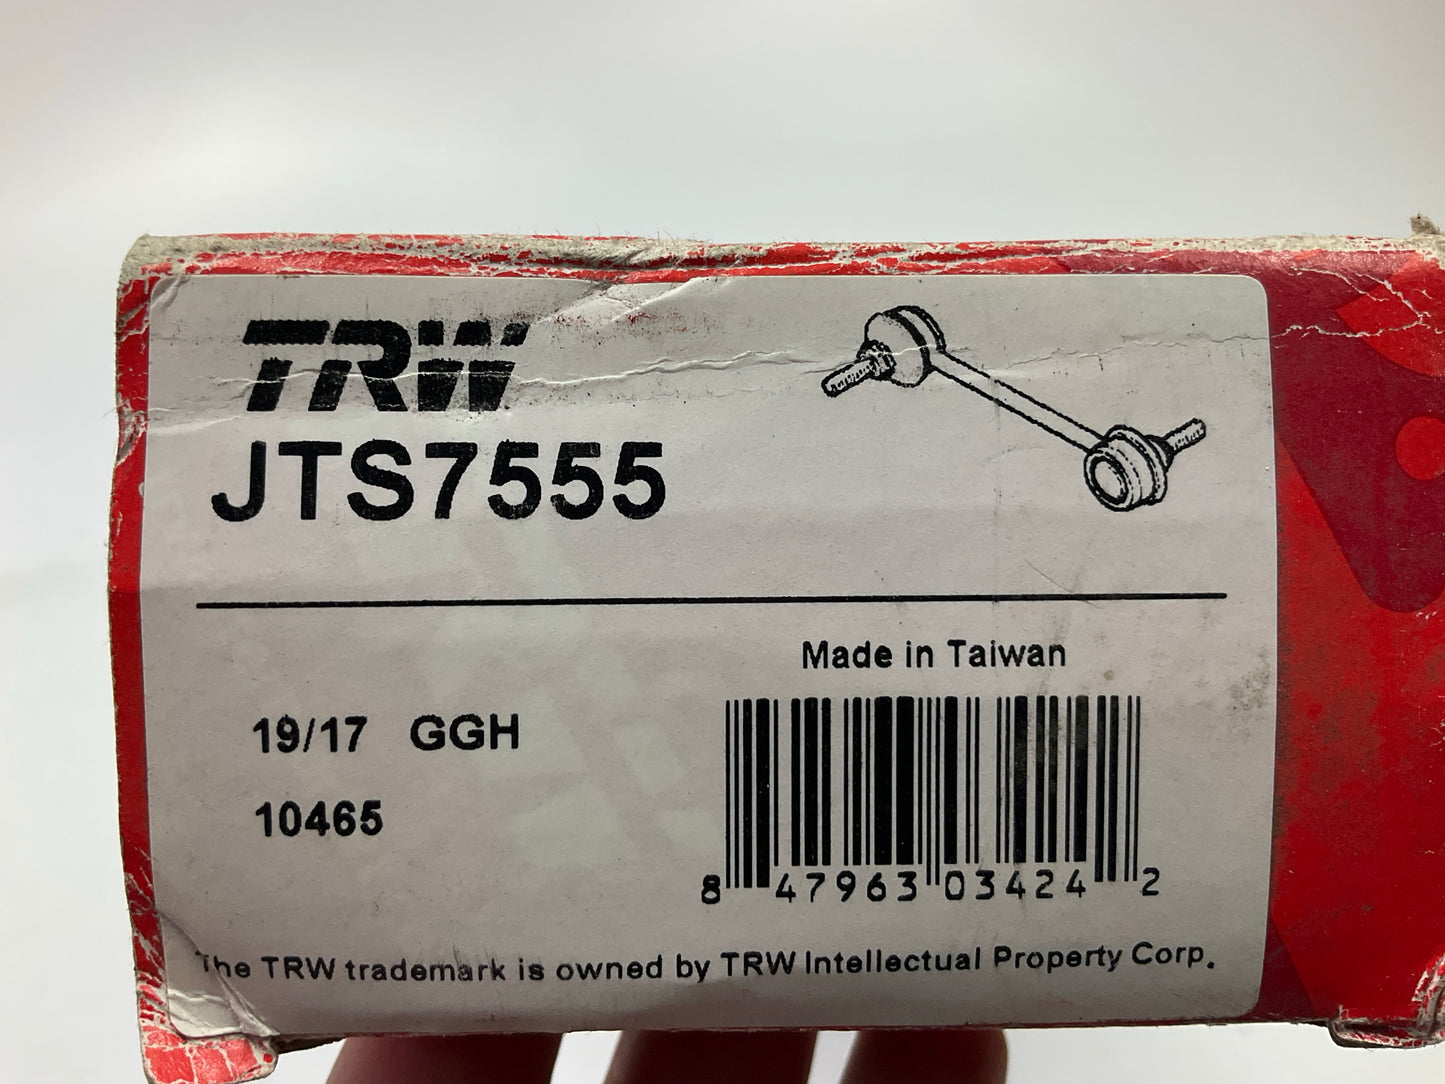 TRW
JTS7555
Made in Taiwan
19/17 GGH
10465
8 47963 03424 2
The TRW trademark is owned by TRW Intellectual Property Corp.